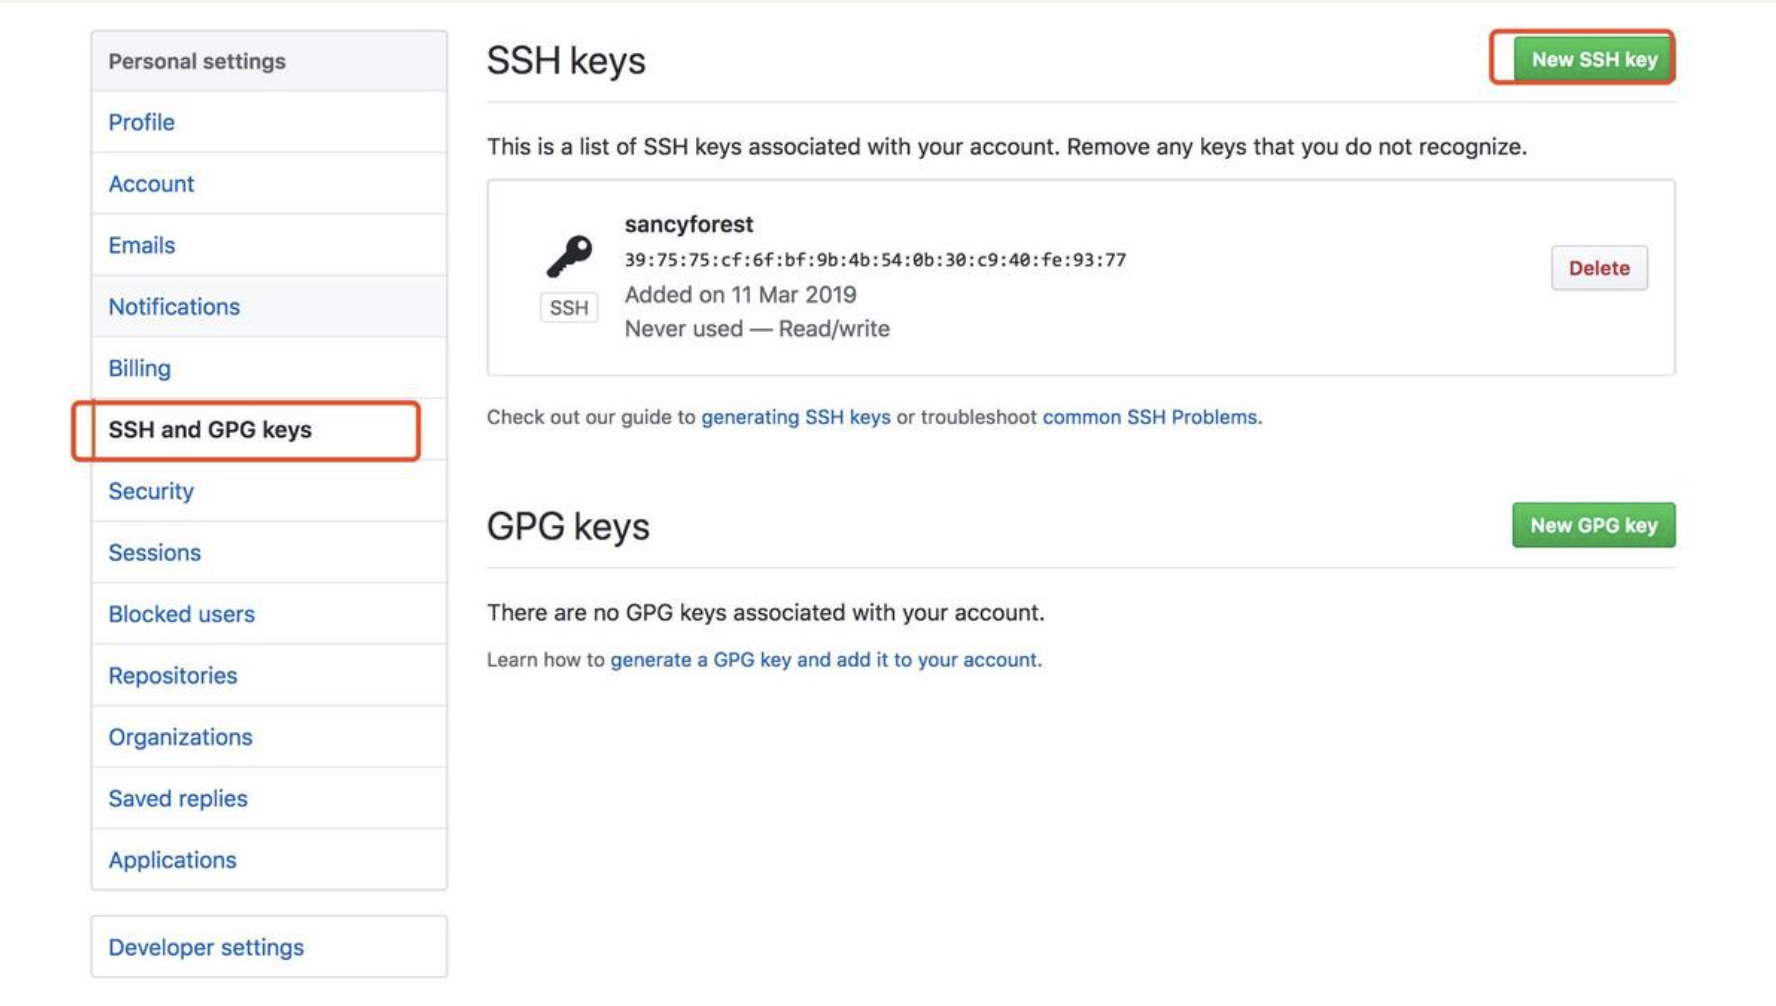 Personal settings
Profile
Account
Emails
Notifications
Billing
SSH and GPG keys
Security
Sessions
Blocked users
Repositories
Organizations
Saved replies
Applications
Developer settings
SSH keys
New SSH key
This is a list of SSH keys associated with your account. Remove any keys that you do not recognize.
sancyforest
39:75:75:cf:6f:bf:9b:4b:54:0b:30:c9:40:fe:93:77
Added on 11 Mar 2019
Never used — Read/write
SSH
Delete
Check out our guide to generating SSH keys or troubleshoot common SSH Problems.
GPG keys
New GPG key
There are no GPG keys associated with your account.
Learn how to generate a GPG key and add it to your account.